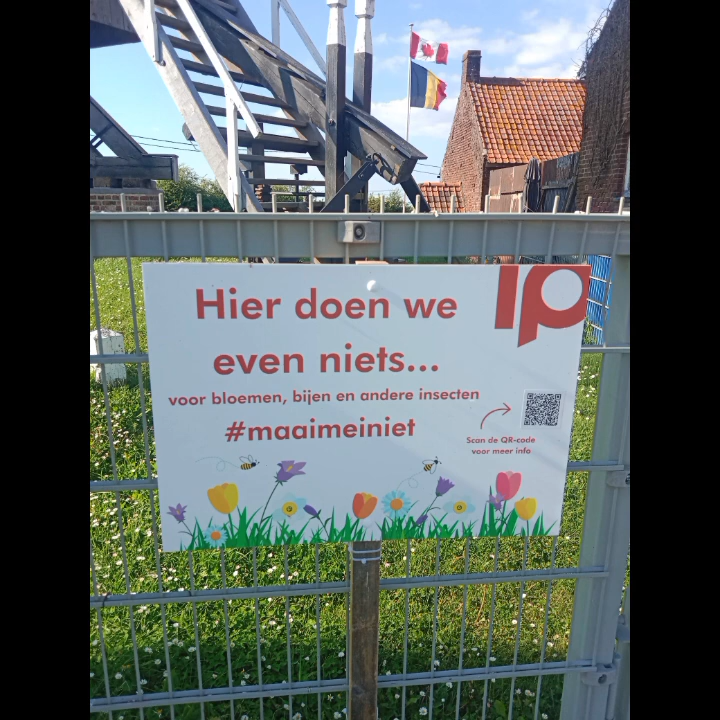 Hier doen we
even niets...
voor bloemen, bijen en andere insecten
#maaimeiniet
Scan de QR-code
voor meer info